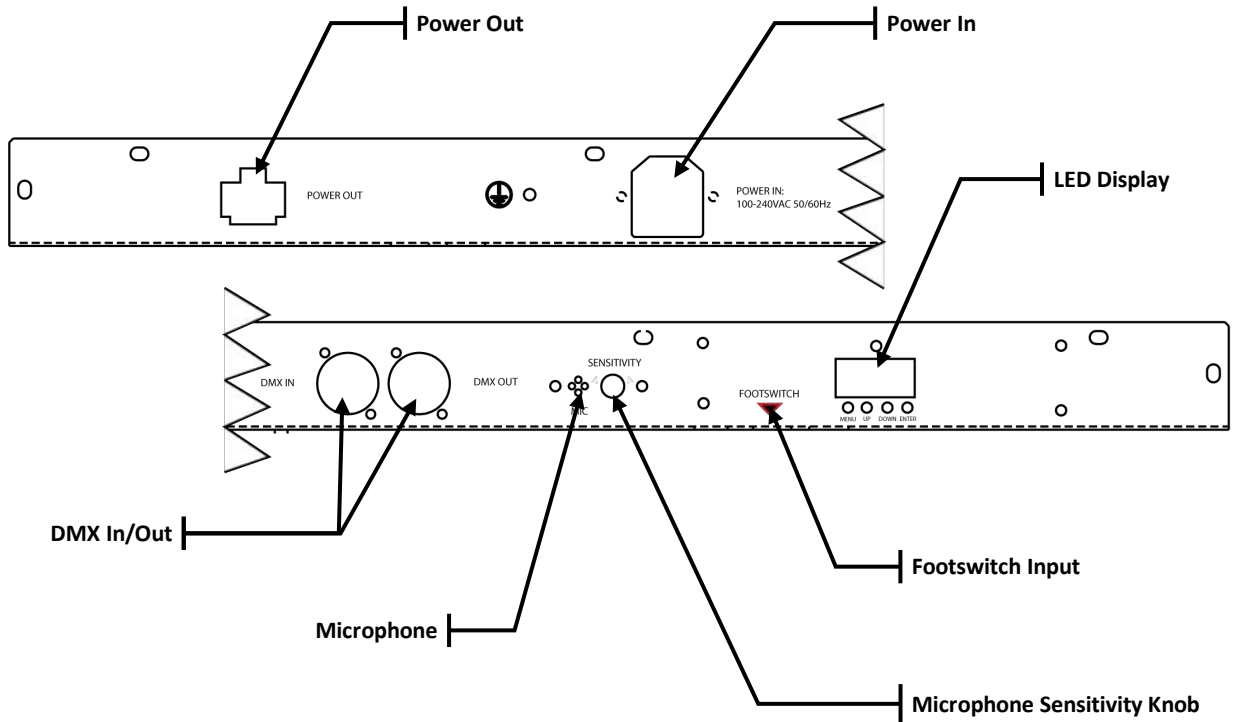 Power Out
Power In
LED Display
POWER OUT
POWER IN:
100-240VAC 50/60Hz
SENSITIVITY
DMX IN
DMX OUT
MIC
FOOTSWITCH
MENU UP DOWN ENTER
DMX In/Out
Footswitch Input
Microphone
Microphone Sensitivity Knob